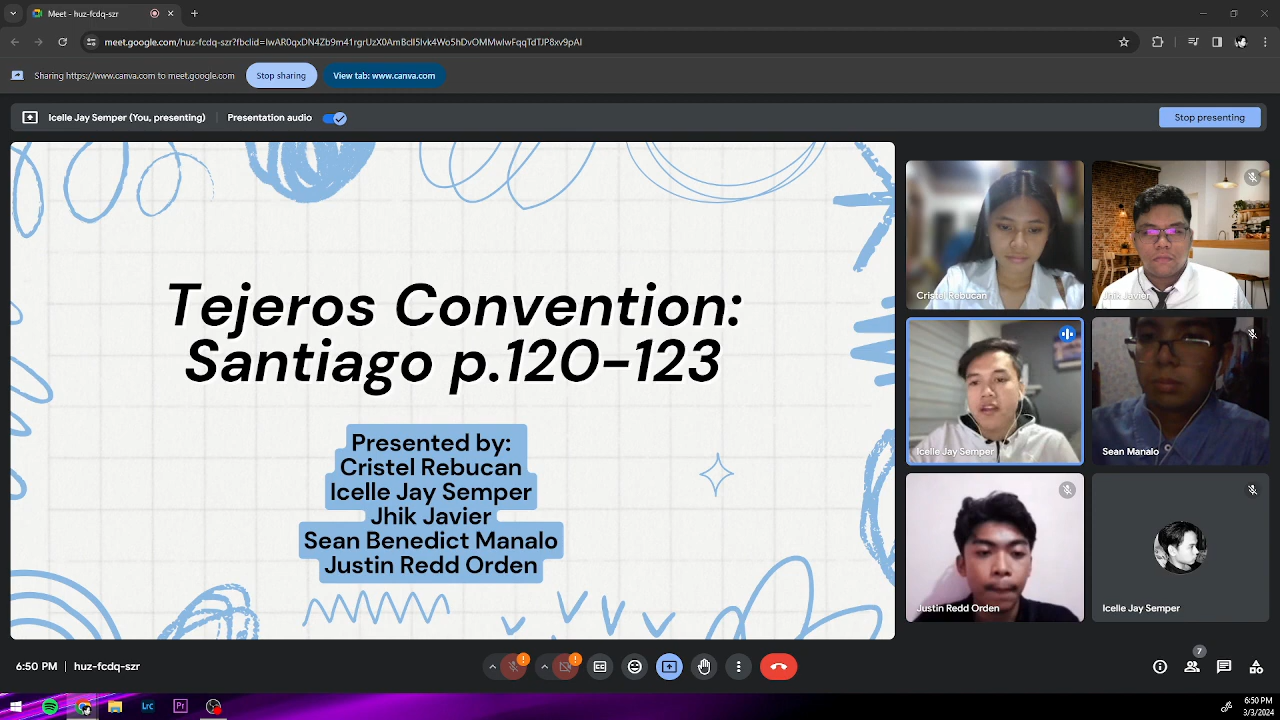 Meet - huz-fcdq-szr
meet.google.com/huz-fcdq-szr?fbclid=IwAR0qxDN4Zb9m41rgrUzX0AmBclI5Ivk4Wo5hDvOMMwlwFqqTdTJP8xv9pAI
Sharing https://www.canva.com to meet.google.com
Stop sharing
View tab: www.canva.com
Icelle Jay Semper (You, presenting)
Presentation audio
Stop presenting
Tejeros Convention:
Santiago p.120-123
Presented by:
Cristel Rebucan
Icelle Jay Semper
Jhik Javier
Sean Benedict Manalo
Justin Redd Orden
Cristel Rebucan
Jhik Javier
Icelle Jay Semper
Sean Manalo
Justin Redd Orden
Icelle Jay Semper
6:50 PM | huz-fcdq-szr
7
Lrc
Pr
6:50 PM
3/3/2024